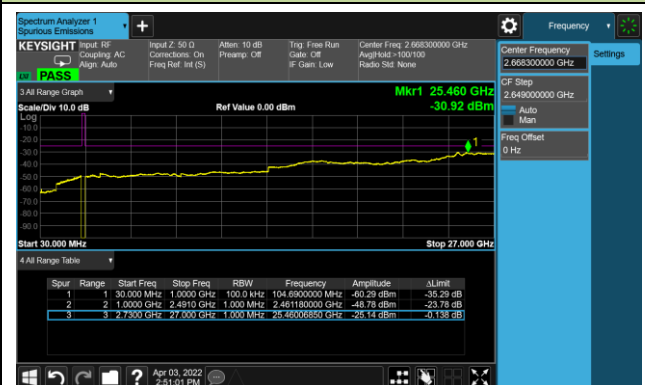 Spectrum Analyzer 1
Spurious Emissions
Frequency
KEYSIGHT
Input: RF
Coupling: AC
Align: Auto
Input Z: 50 Ω
Corrections: On
Freq Ref: Int (S)
Atten: 10 dB
Preamp: Off
Trig: Free Run
Gate: Off
IF Gain: Low
Center Freq: 2.668300000 GHz
Avg|Hold:>100/100
Radio Std: None
PASS
Center Frequency
2.668300000 GHz
Settings
CF Step
2.649000000 GHz
Auto
Man
Freq Offset
0 Hz
3 All Range Graph
Mkr1 25.460 GHz
Scale/Div 10.0 dB
Ref Value 0.00 dBm
-30.92 dBm
Log
-10.0
-20.0
-30.0
-40.0
-50.0
-60.0
-70.0
-80.0
-90.0
1
Start 30.000 MHz
Stop 27.000 GHz
4 All Range Table
Spur Range Start Freq Stop Freq RBW Frequency Amplitude ΔLimit
1 1 30.000 MHz 1.0000 GHz 100.0 kHz 104.6900000 MHz -60.29 dBm -35.29 dB
2 2 1.0000 GHz 2.4910 GHz 1.000 MHz 2.461180000 GHz -48.78 dBm -23.78 dB
3 3 2.7300 GHz 27.000 GHz 1.000 MHz 25.46006850 GHz -25.14 dBm -0.138 dB
?
Apr 03, 2022
2:51:01 PM